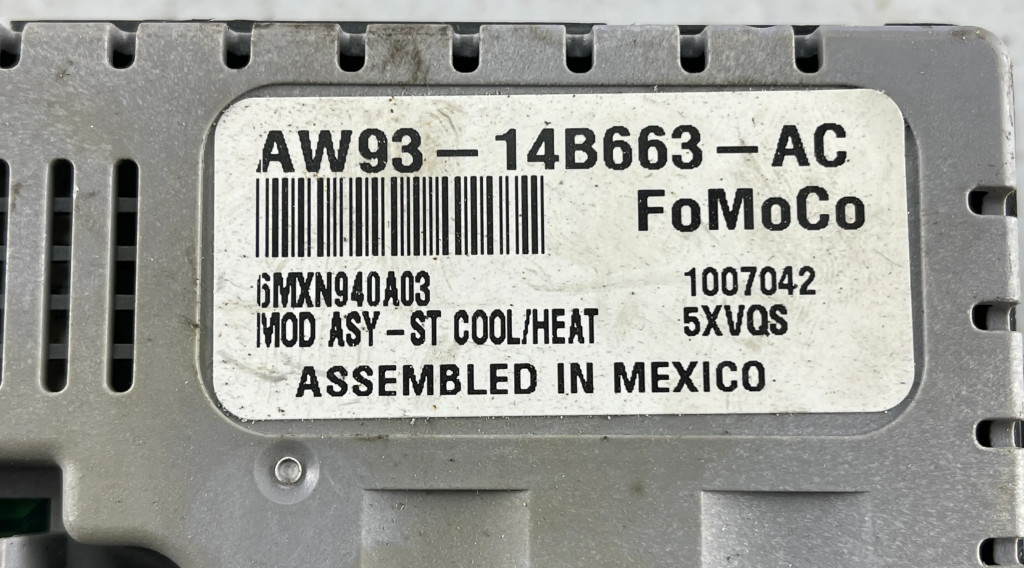 AW93-14B663-AC
FoMoCo
6MXN940A03 1007042
MOD ASY-ST COOL/HEAT 5XVQS
ASSEMBLED IN MEXICO